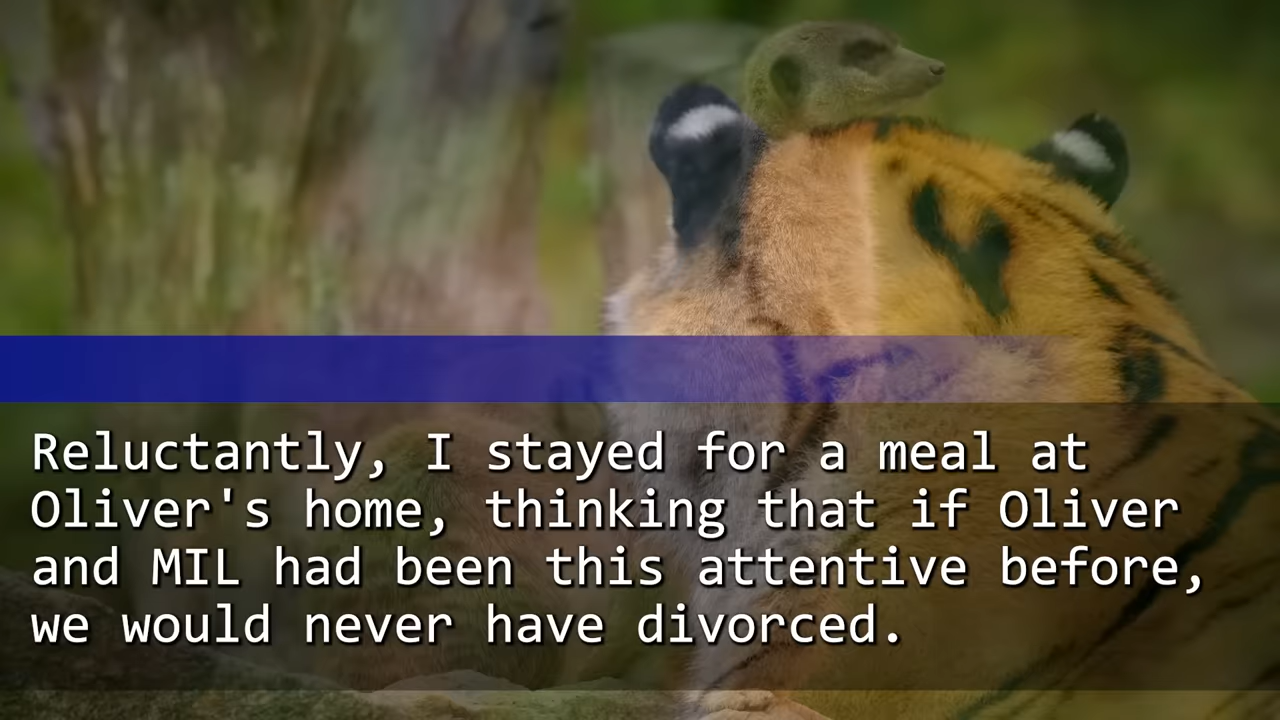 Reluctantly, I stayed for a meal at
Oliver's home, thinking that if Oliver
and MIL had been this attentive before,
we would never have divorced.